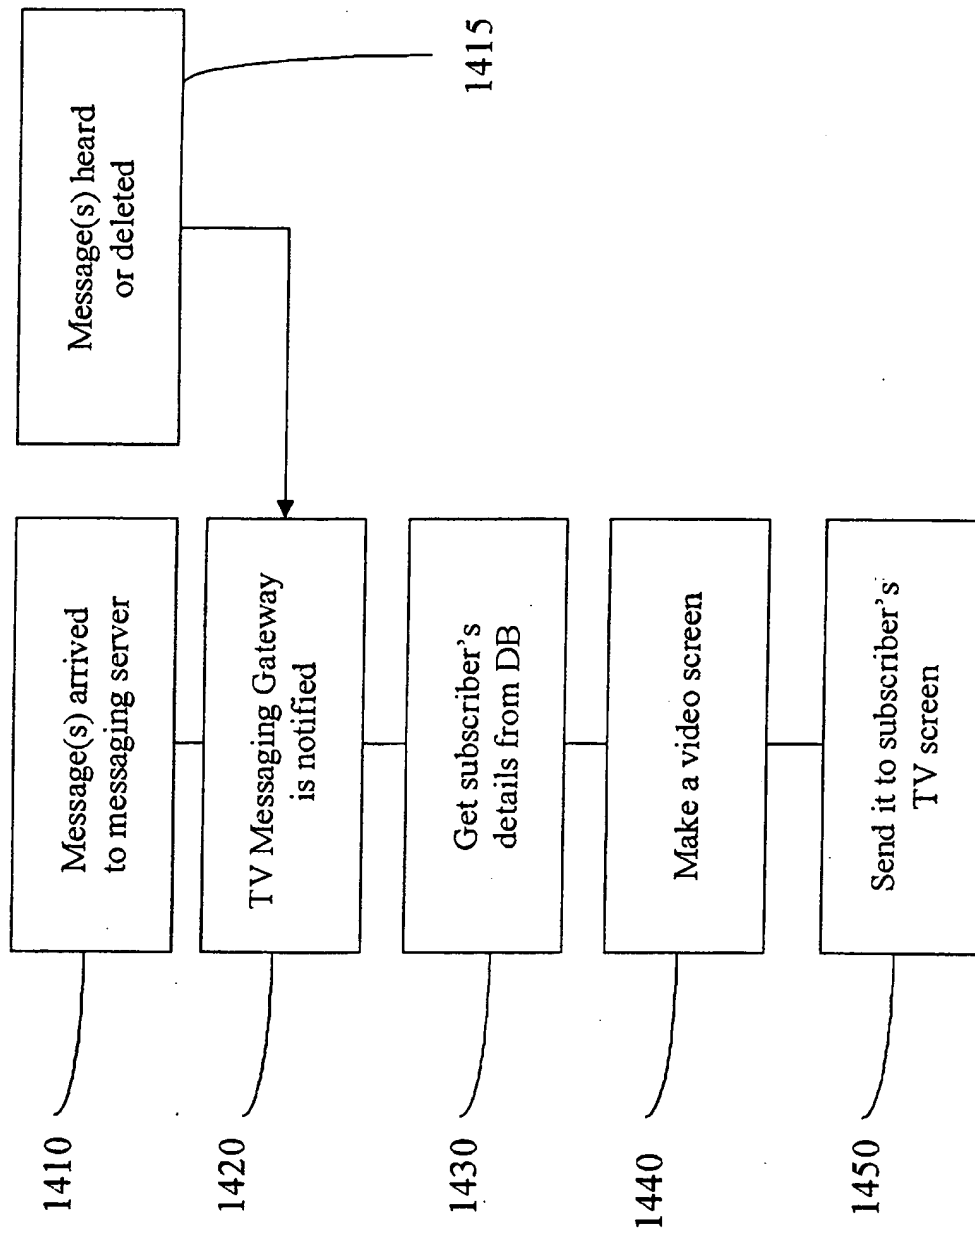 1410
Message(s) arrived
to messaging server
Message(s) heard
or deleted
1415
1420
TV Messaging Gateway
is notified
1430
Get subscriber's
details from DB
1440
Make a video screen
1450
Send it to subscriber's
TV screen